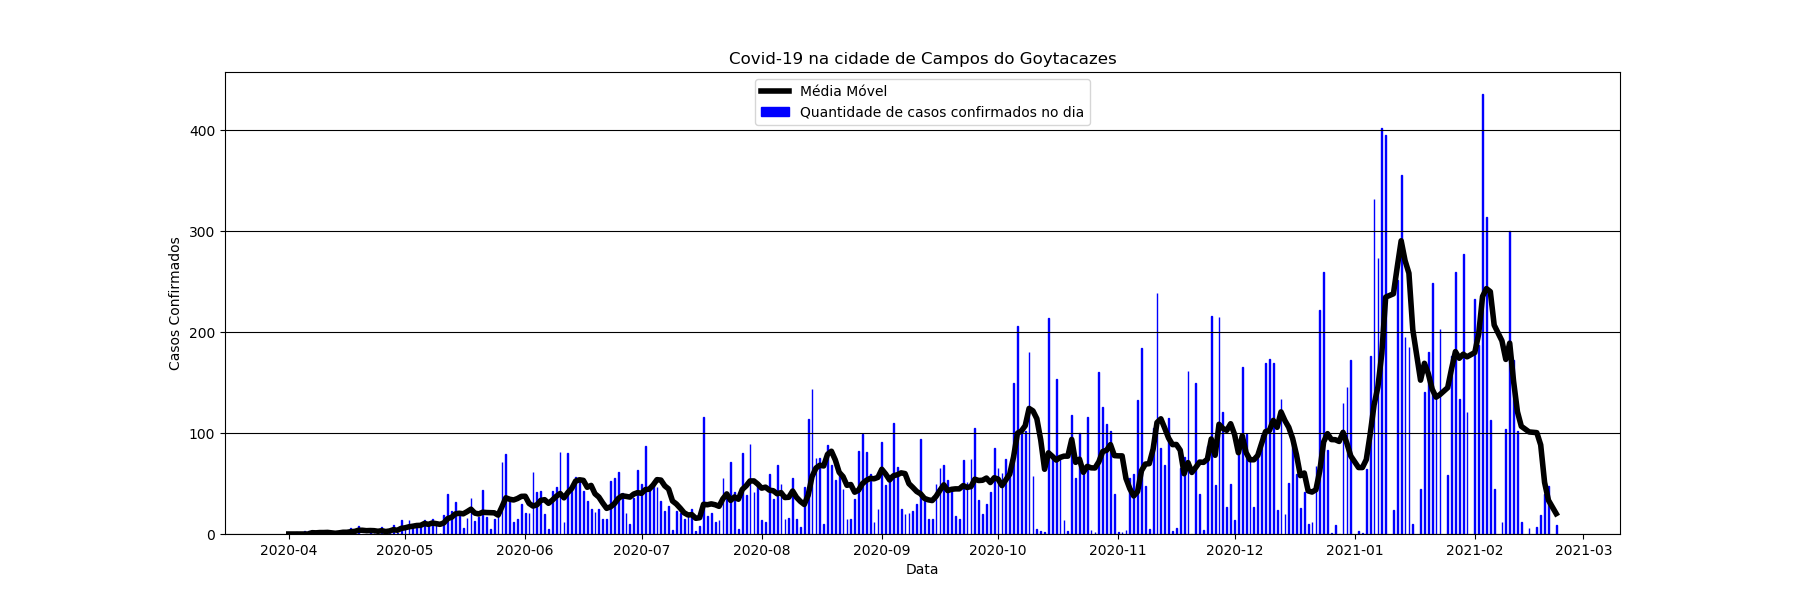 Covid-19 na cidade de Campos do Goytacazes
Média Móvel
Quantidade de casos confirmados no dia
Casos Confirmados
400
300
200
100
0
2020-04 2020-05 2020-06 2020-07 2020-08 2020-09 2020-10 2020-11 2020-12 2021-01 2021-02 2021-03
Data